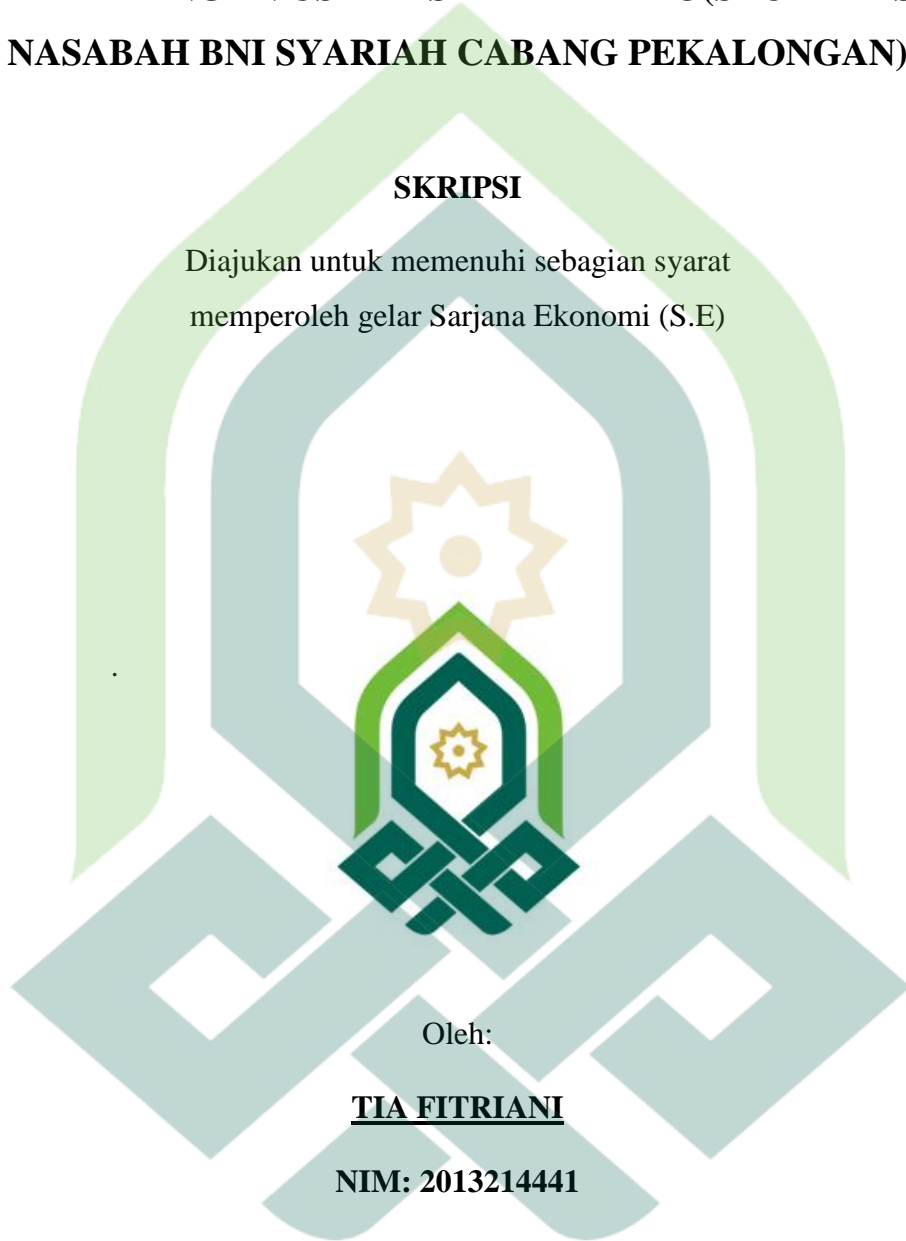 NASABAH BNI SYARIAH CABANG PEKALONGAN)
SKRIPSI
Diajukan untuk memenuhi sebagian syarat
memperoleh gelar Sarjana Ekonomi (S.E)
.
Oleh:
TIA FITRIANI
NIM: 2013214441